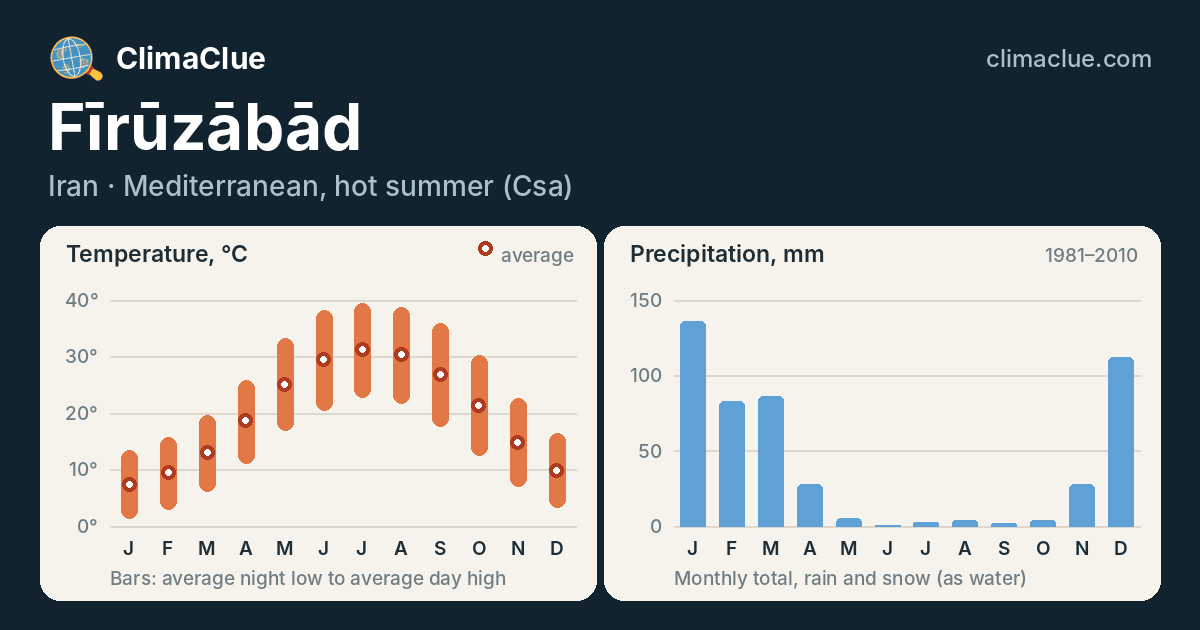 ClimaClue
climaclue.com
Fīrūzābād
Iran · Mediterranean, hot summer (Csa)
Temperature, °C
average
40°
30°
20°
10°
0°
J F M A M J J A S O N D
Bars: average night low to average day high
Precipitation, mm
1981–2010
150
100
50
0
J F M A M J J A S O N D
Monthly total, rain and snow (as water)